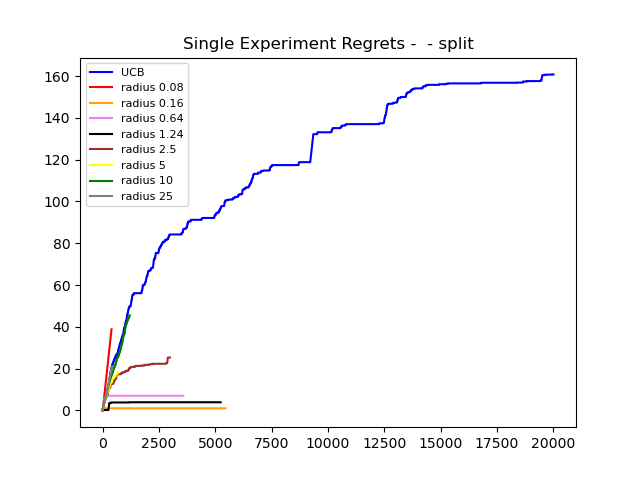 Single Experiment Regrets -  - split
UCB
radius 0.08
radius 0.16
radius 0.64
radius 1.24
radius 2.5
radius 5
radius 10
radius 25
160
140
120
100
80
60
40
20
0
0 2500 5000 7500 10000 12500 15000 17500 20000